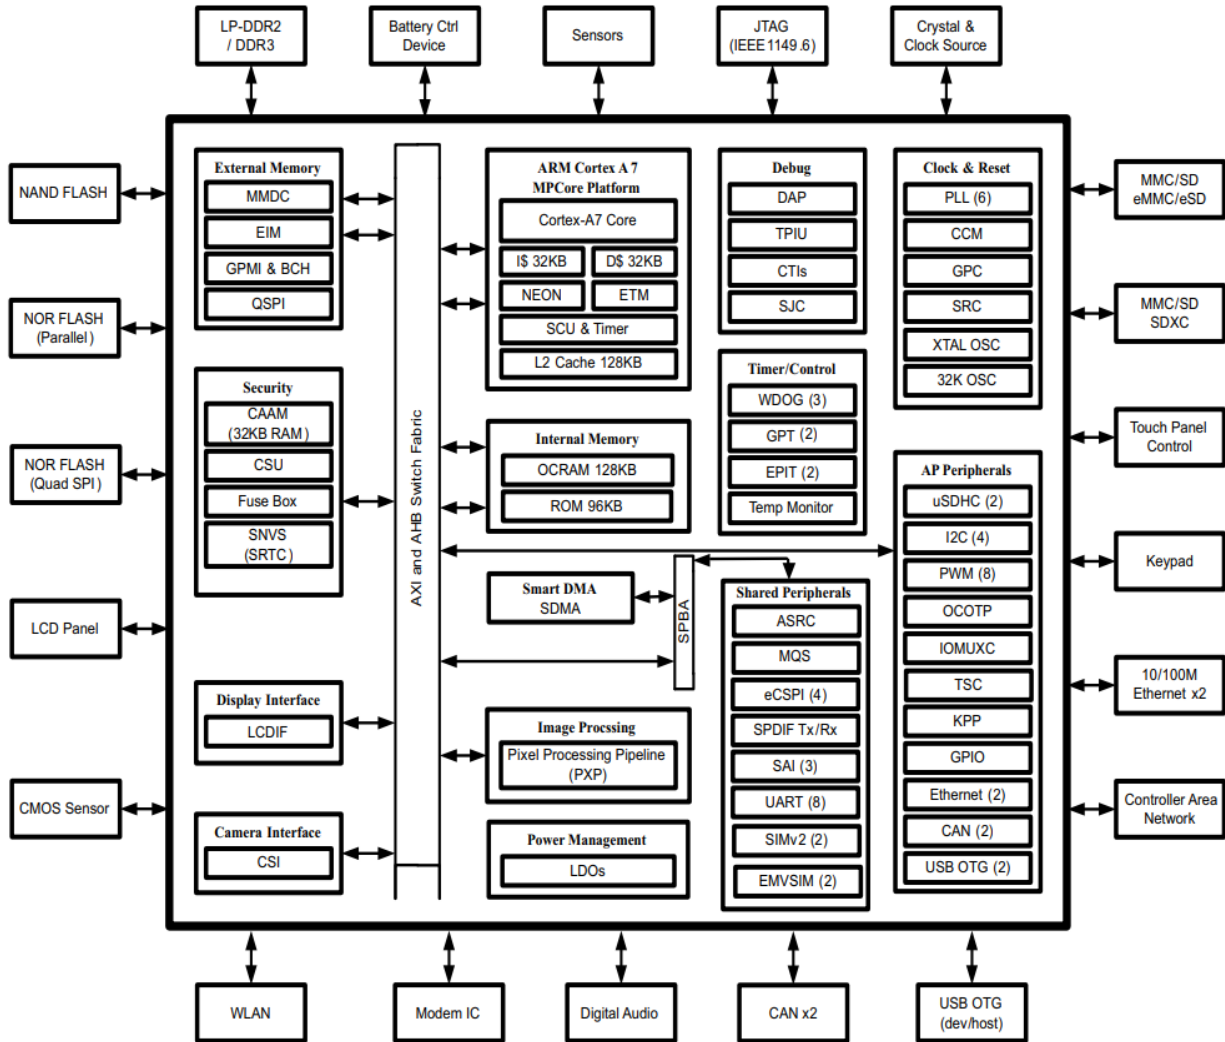 LP-DDR2
/ DDR3
Battery Ctrl
Device
Sensors
JTAG
(IEEE1149.6)
Crystal &
Clock Source
NAND FLASH
NOR FLASH
(Parallel)
NOR FLASH
(Quad SPI)
LCD Panel
CMOS Sensor
External Memory
MMDC
EIM
GPMI & BCH
QSPI
Security
CAAM
(32KB RAM)
CSU
Fuse Box
SNVS
(SRTC)
Display Interface
LCDIF
Camera Interface
CSI
AXI and AHB Switch Fabric
ARM Cortex A 7
MPCore Platform
Cortex-A7 Core
I$ 32KB
D$ 32KB
NEON
ETM
SCU & Timer
L2 Cache 128KB
Internal Memory
OCRAM 128KB
ROM 96KB
Smart DMA
SDMA
SPBA
Image Procssing
Pixel Processing Pipeline
(PXP)
Power Management
LDOs
Debug
DAP
TPIU
CTIs
SJC
Timer/Control
WDOG (3)
GPT (2)
EPIT (2)
Temp Monitor
Shared Peripherals
ASRC
MQS
eCSPI (4)
SPDIF Tx/Rx
SAI (3)
UART (8)
SIMv2 (2)
EMVSIM (2)
Clock & Reset
PLL (6)
CCM
GPC
SRC
XTAL OSC
32K OSC
AP Peripherals
uSDHC (2)
I2C (4)
PWM (8)
OCOTP
IOMUXC
TSC
KPP
GPIO
Ethernet (2)
CAN (2)
USB OTG (2)
MMC/SD
eMMC/eSD
MMC/SD
SDXC
Touch Panel
Control
Keypad
10/100M
Ethernet x2
Controller Area
Network
WLAN
Modem IC
Digital Audio
CAN x2
USB OTG
(dev/host)